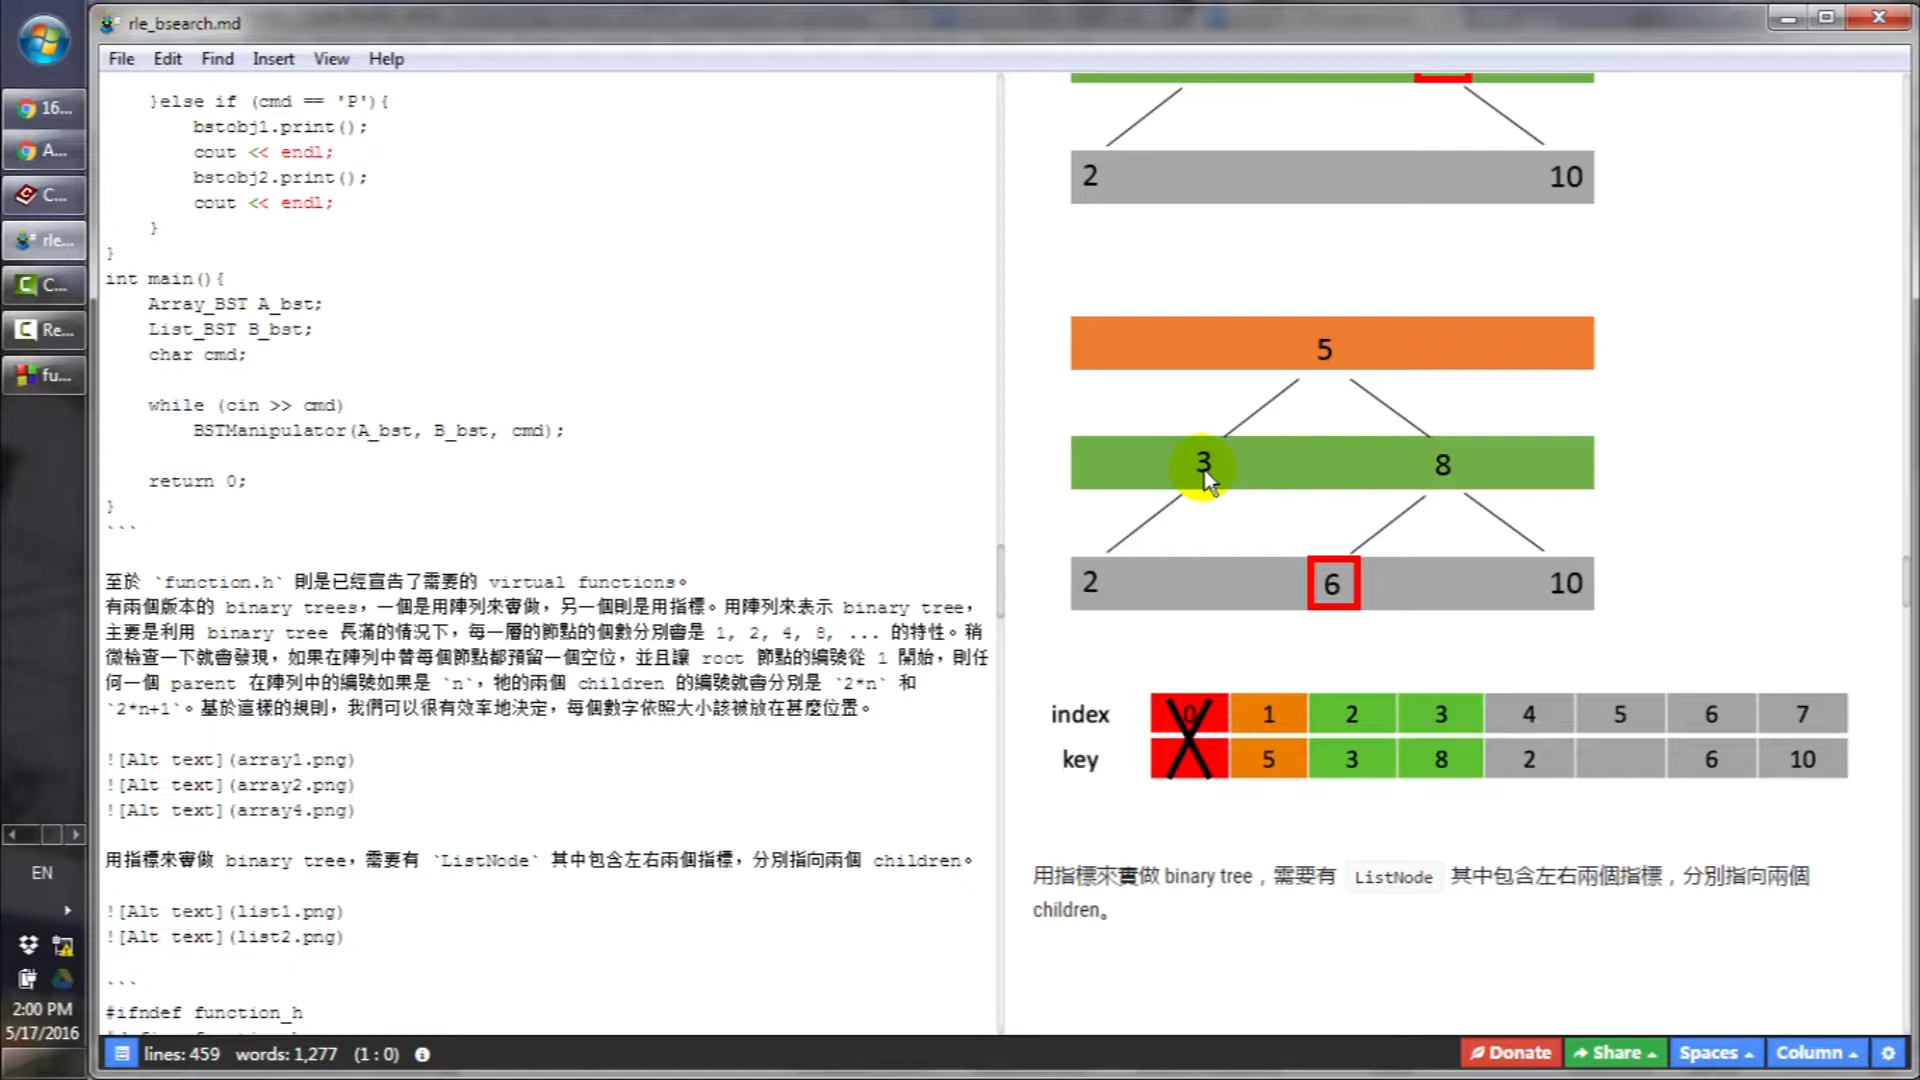 rle_bsearch.md
File Edit Find Insert View Help
16...
A...
C...
rle...
C...
Re...
fu...
EN
2:00 PM
5/17/2016
}else if (cmd == 'P'){
bstobj1.print();
cout << endl;
bstobj2.print();
cout << endl;
}
}
int main(){
Array_BST A_bst;
List_BST B_bst;
char cmd;
while (cin >> cmd)
BSTManipulator(A_bst, B_bst, cmd);
return 0;
}
```
至於 `function.h` 則是已經宣告了需要的 virtual functions。
有兩個版本的 binary trees，一個是用陣列來實做，另一個則是用指標。用陣列來表示 binary tree，
主要是利用 binary tree 長滿的情況下，每一層的節點的個數分別會是 1, 2, 4, 8, ... 的特性。稍
微檢查一下就會發現，如果在陣列中替每個節點都預留一個空位，並且讓 root 節點的編號從 1 開始，則任
何一個 parent 在陣列中的編號如果是 `n`，牠的兩個 children 的編號就會分別是 `2*n` 和
`2*n+1`。基於這樣的規則，我們可以很有效率地決定，每個數字依照大小該被放在甚麼位置。
![Alt text](array1.png)
![Alt text](array2.png)
![Alt text](array4.png)
用指標來實做 binary tree，需要有 `ListNode` 其中包含左右兩個指標，分別指向兩個 children。
![Alt text](list1.png)
![Alt text](list2.png)
```
#ifndef function_h
2 10
5
3 8
2 6 10
index 0 1 2 3 4 5 6 7
key 5 3 8 2 6 10
用指標來實做 binary tree，需要有 ListNode 其中包含左右兩個指標，分別指向兩個
children。
lines: 459 words: 1,277 (1 : 0)
Donate Share Spaces Column